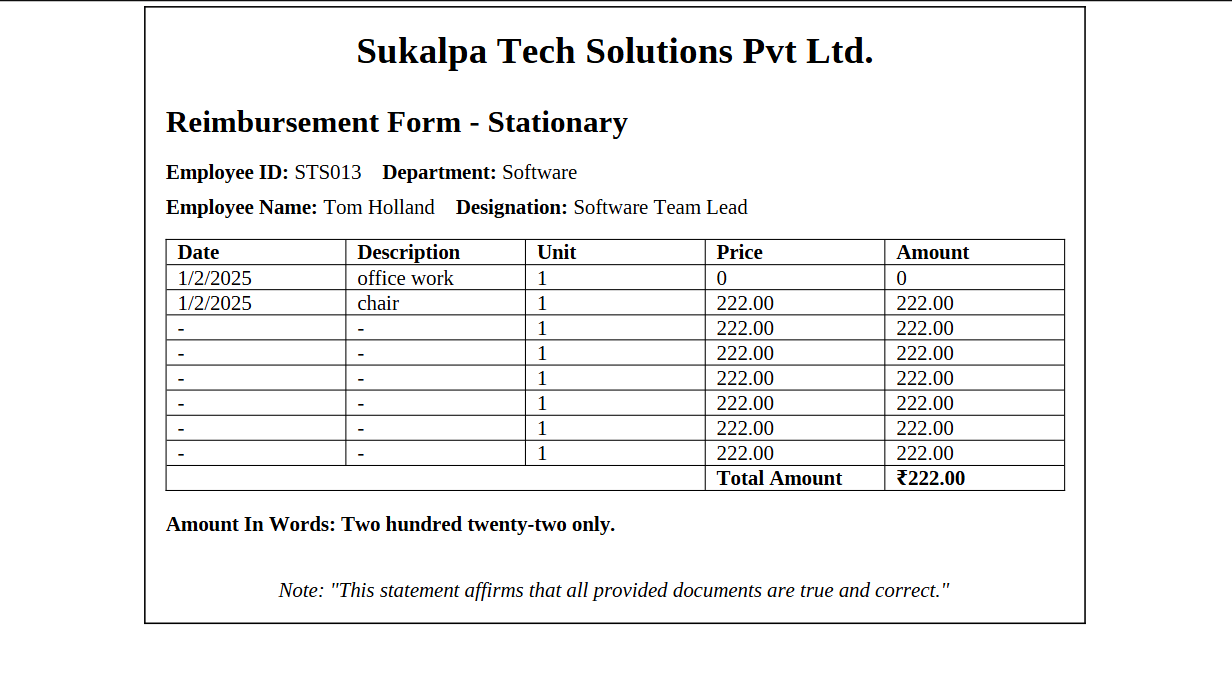 Sukalpa Tech Solutions Pvt Ltd.
Reimbursement Form - Stationary
Employee ID: STS013 Department: Software
Employee Name: Tom Holland Designation: Software Team Lead
Date Description Unit Price Amount
1/2/2025 office work 1 0 0
1/2/2025 chair 1 222.00 222.00
- - 1 222.00 222.00
- - 1 222.00 222.00
- - 1 222.00 222.00
- - 1 222.00 222.00
- - 1 222.00 222.00
- - 1 222.00 222.00
Total Amount ₹222.00
Amount In Words: Two hundred twenty-two only.
Note: "This statement affirms that all provided documents are true and correct."